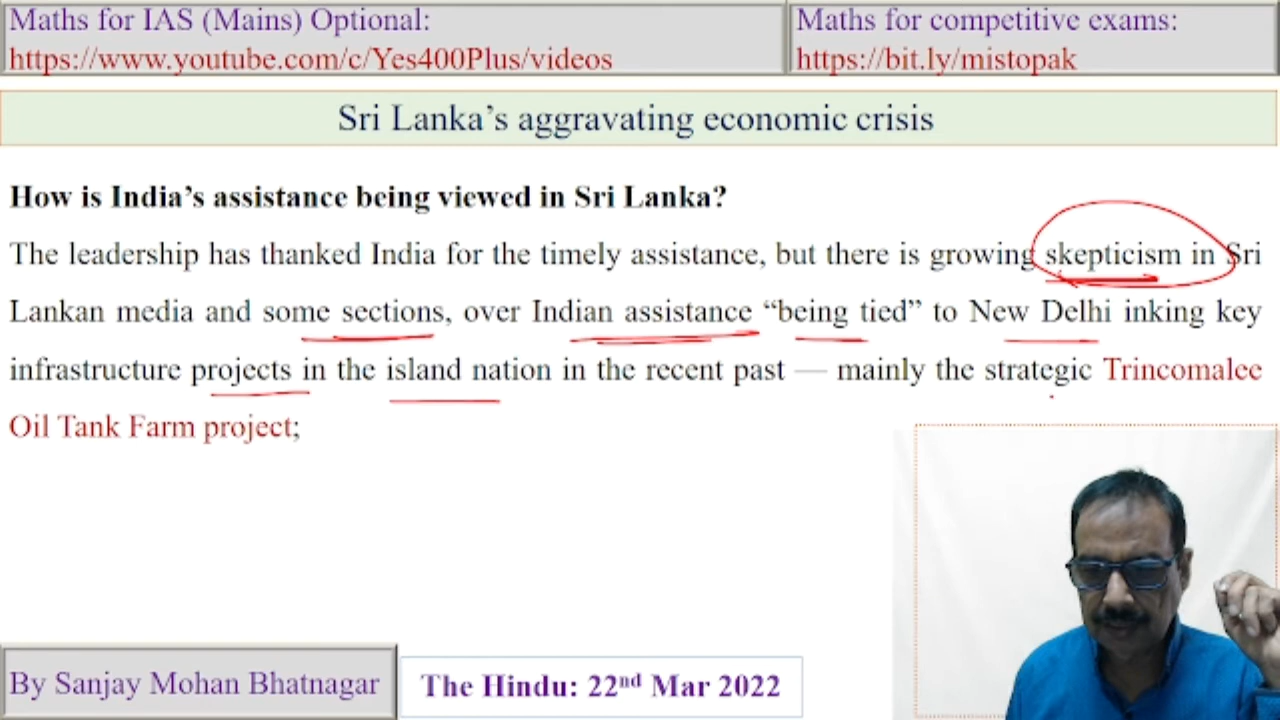 Maths for IAS (Mains) Optional:
https://www.youtube.com/c/Yes400Plus/videos
Maths for competitive exams:
https://bit.ly/mistopak
Sri Lanka’s aggravating economic crisis
How is India’s assistance being viewed in Sri Lanka?
The leadership has thanked India for the timely assistance, but there is growing skepticism in Sri
Lankan media and some sections, over Indian assistance “being tied” to New Delhi inking key
infrastructure projects in the island nation in the recent past — mainly the strategic Trincomalee
Oil Tank Farm project;
By Sanjay Mohan Bhatnagar
The Hindu: 22nd Mar 2022